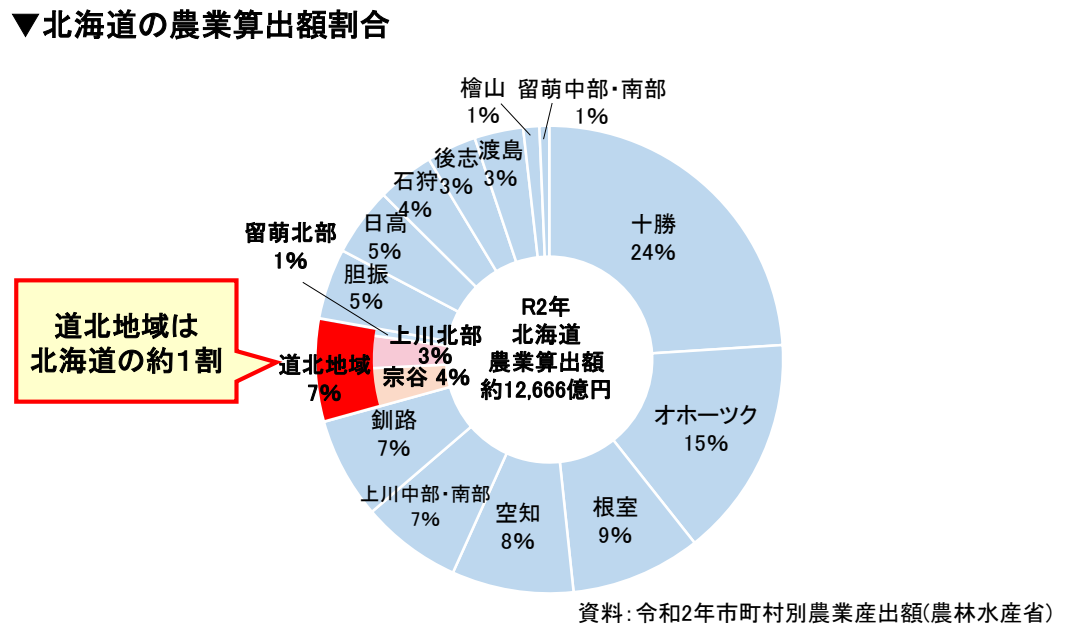 ▼北海道の農業算出額割合
檜山
1%
留萌中部・南部
1%
渡島
3%
後志
3%
石狩
4%
日高
5%
胆振
5%
留萌北部
1%
十勝
24%
R2年
北海道
農業算出額
約12,666億円
道北地域は
北海道の約1割
上川北部
3%
宗谷 4%
道北地域
7%
釧路
7%
オホーツク
15%
上川中部・南部
7%
空知
8%
根室
9%
資料:令和2年市町村別農業産出額(農林水産省)